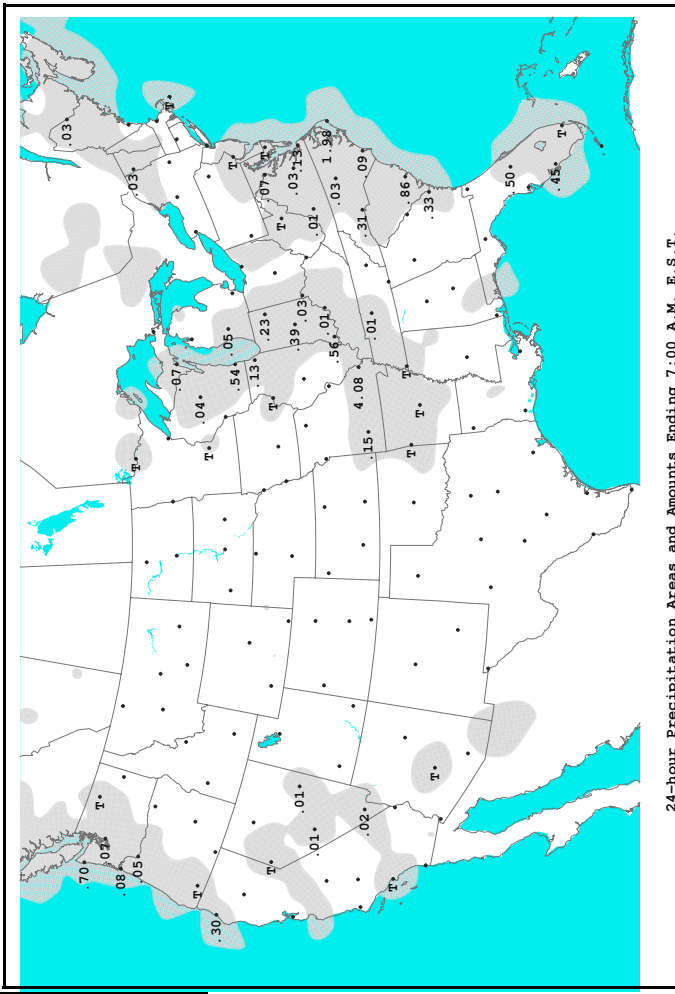 .03
.70
T
.07
.08
.03
T
.05
T
.07
T
.04
T
.30
.05
T
.54
.13
.07
.23
T
T
T
T
.03
.39
.13
.01
.03
.01
.01
.01
1.98
.56
.03
4.08
.31
.09
.02
.15
.01
T
.86
T
T
T
.33
T
.50
.45
T
24-hour Precipitation Areas and Amounts Ending 7:00 A.M. E.S.T.